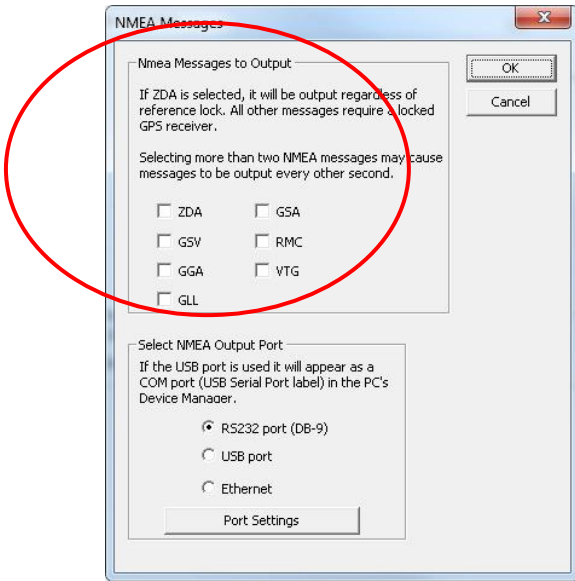 NMEA Messages
Nmea Messages to Output
If ZDA is selected, it will be output regardless of
reference lock. All other messages require a locked
GPS receiver.
Selecting more than two NMEA messages may cause
messages to be output every other second.
ZDA
GSA
GSV
RMC
GGA
VTG
GLL
OK
Cancel
Select NMEA Output Port
If the USB port is used it will appear as a
COM port (USB Serial Port label) in the PC's
Device Manager.
RS232 port (DB-9)
USB port
Ethernet
Port Settings